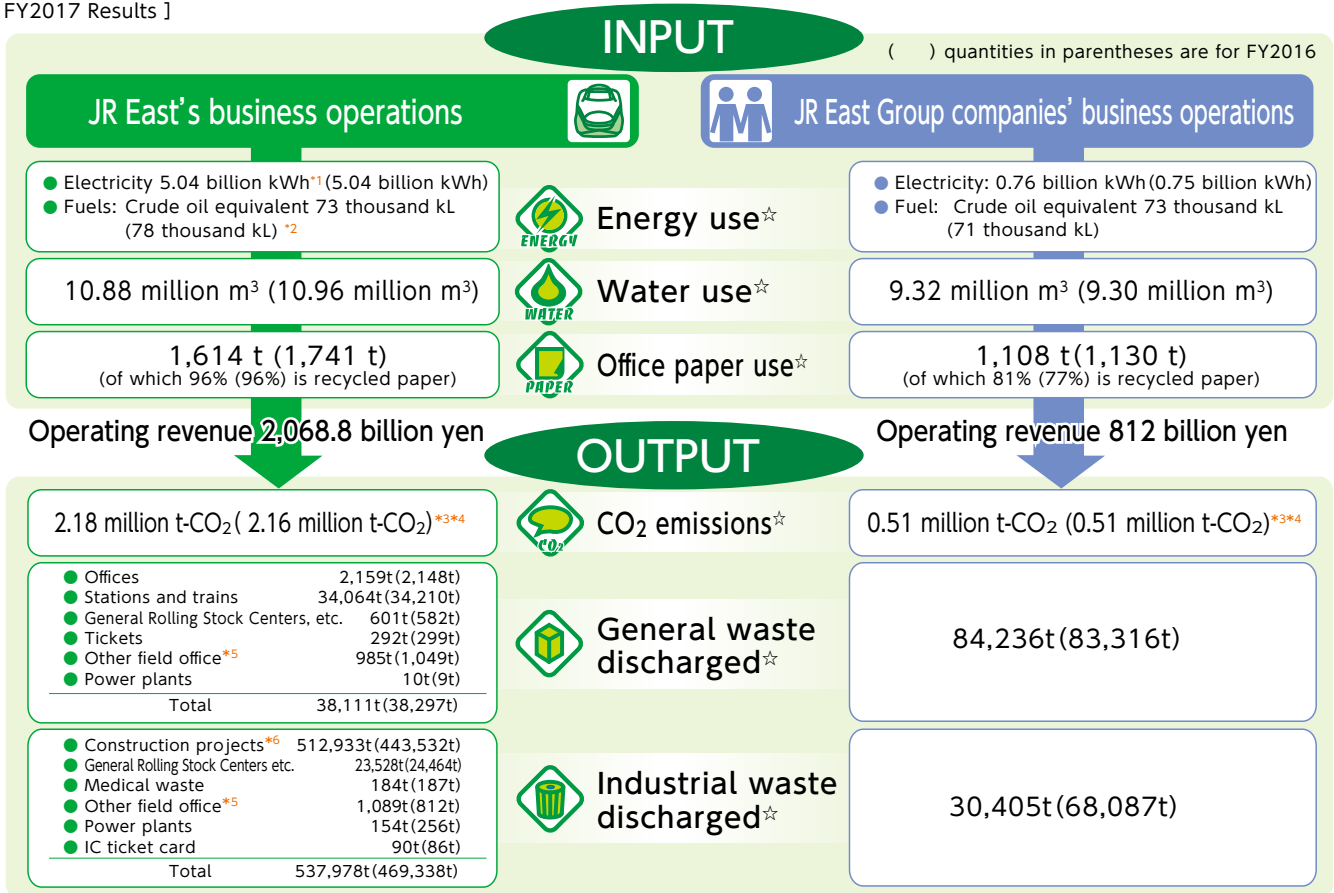 FY2017 Results ]
INPUT
(    ) quantities in parentheses are for FY2016
JR East's business operations
JR East Group companies' business operations
● Electricity 5.04 billion kWh*1 (5.04 billion kWh)
● Fuels: Crude oil equivalent 73 thousand kL
(78 thousand kL) *2
ENERGY
Energy use☆
● Electricity: 0.76 billion kWh (0.75 billion kWh)
● Fuel: Crude oil equivalent 73 thousand kL
(71 thousand kL)
10.88 million m³ (10.96 million m³)
WATER
Water use☆
9.32 million m³ (9.30 million m³)
1,614 t (1,741 t)
(of which 96% (96%) is recycled paper)
PAPER
Office paper use☆
1,108 t (1,130 t)
(of which 81% (77%) is recycled paper)
Operating revenue 2,068.8 billion yen
OUTPUT
Operating revenue 812 billion yen
2.18 million t-CO₂ ( 2.16 million t-CO₂)*3*4
CO₂
CO₂ emissions☆
0.51 million t-CO₂ (0.51 million t-CO₂)*3*4
● Offices 2,159t(2,148t)
● Stations and trains 34,064t(34,210t)
● General Rolling Stock Centers, etc. 601t(582t)
● Tickets 292t(299t)
● Other field office*5 985t(1,049t)
● Power plants 10t(9t)
Total 38,111t(38,297t)
General waste
discharged☆
84,236t(83,316t)
● Construction projects*6 512,933t(443,532t)
● General Rolling Stock Centers etc. 23,528t(24,464t)
● Medical waste 184t(187t)
● Other field office*5 1,089t(812t)
● Power plants 154t(256t)
● IC ticket card 90t(86t)
Total 537,978t(469,338t)
Industrial waste
discharged☆
30,405t(68,087t)